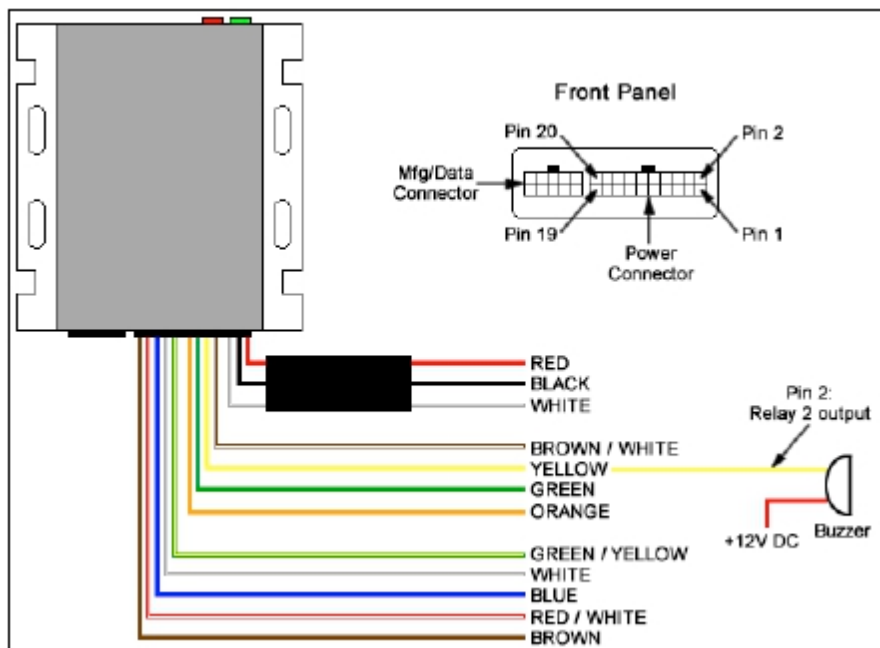 Front Panel
Pin 20
Pin 2
Mfg/Data
Connector
Pin 19
Pin 1
Power
Connector
RED
BLACK
WHITE
Pin 2:
Relay 2 output
BROWN / WHITE
YELLOW
GREEN
ORANGE
+12V DC
Buzzer
GREEN / YELLOW
WHITE
BLUE
RED / WHITE
BROWN